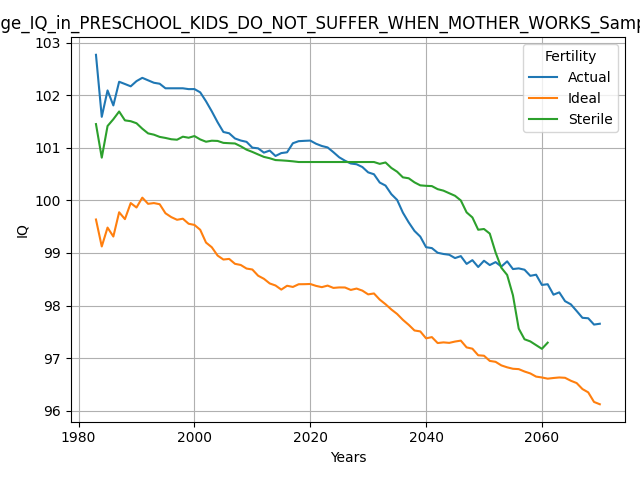 ge_IQ_in_PRESCHOOL_KIDS_DO_NOT_SUFFER_WHEN_MOTHER_WORKS_Samp
103
102
101
100
99
98
97
96
IQ
1980 2000 2020 2040 2060
Years
Fertility
Actual
Ideal
Sterile